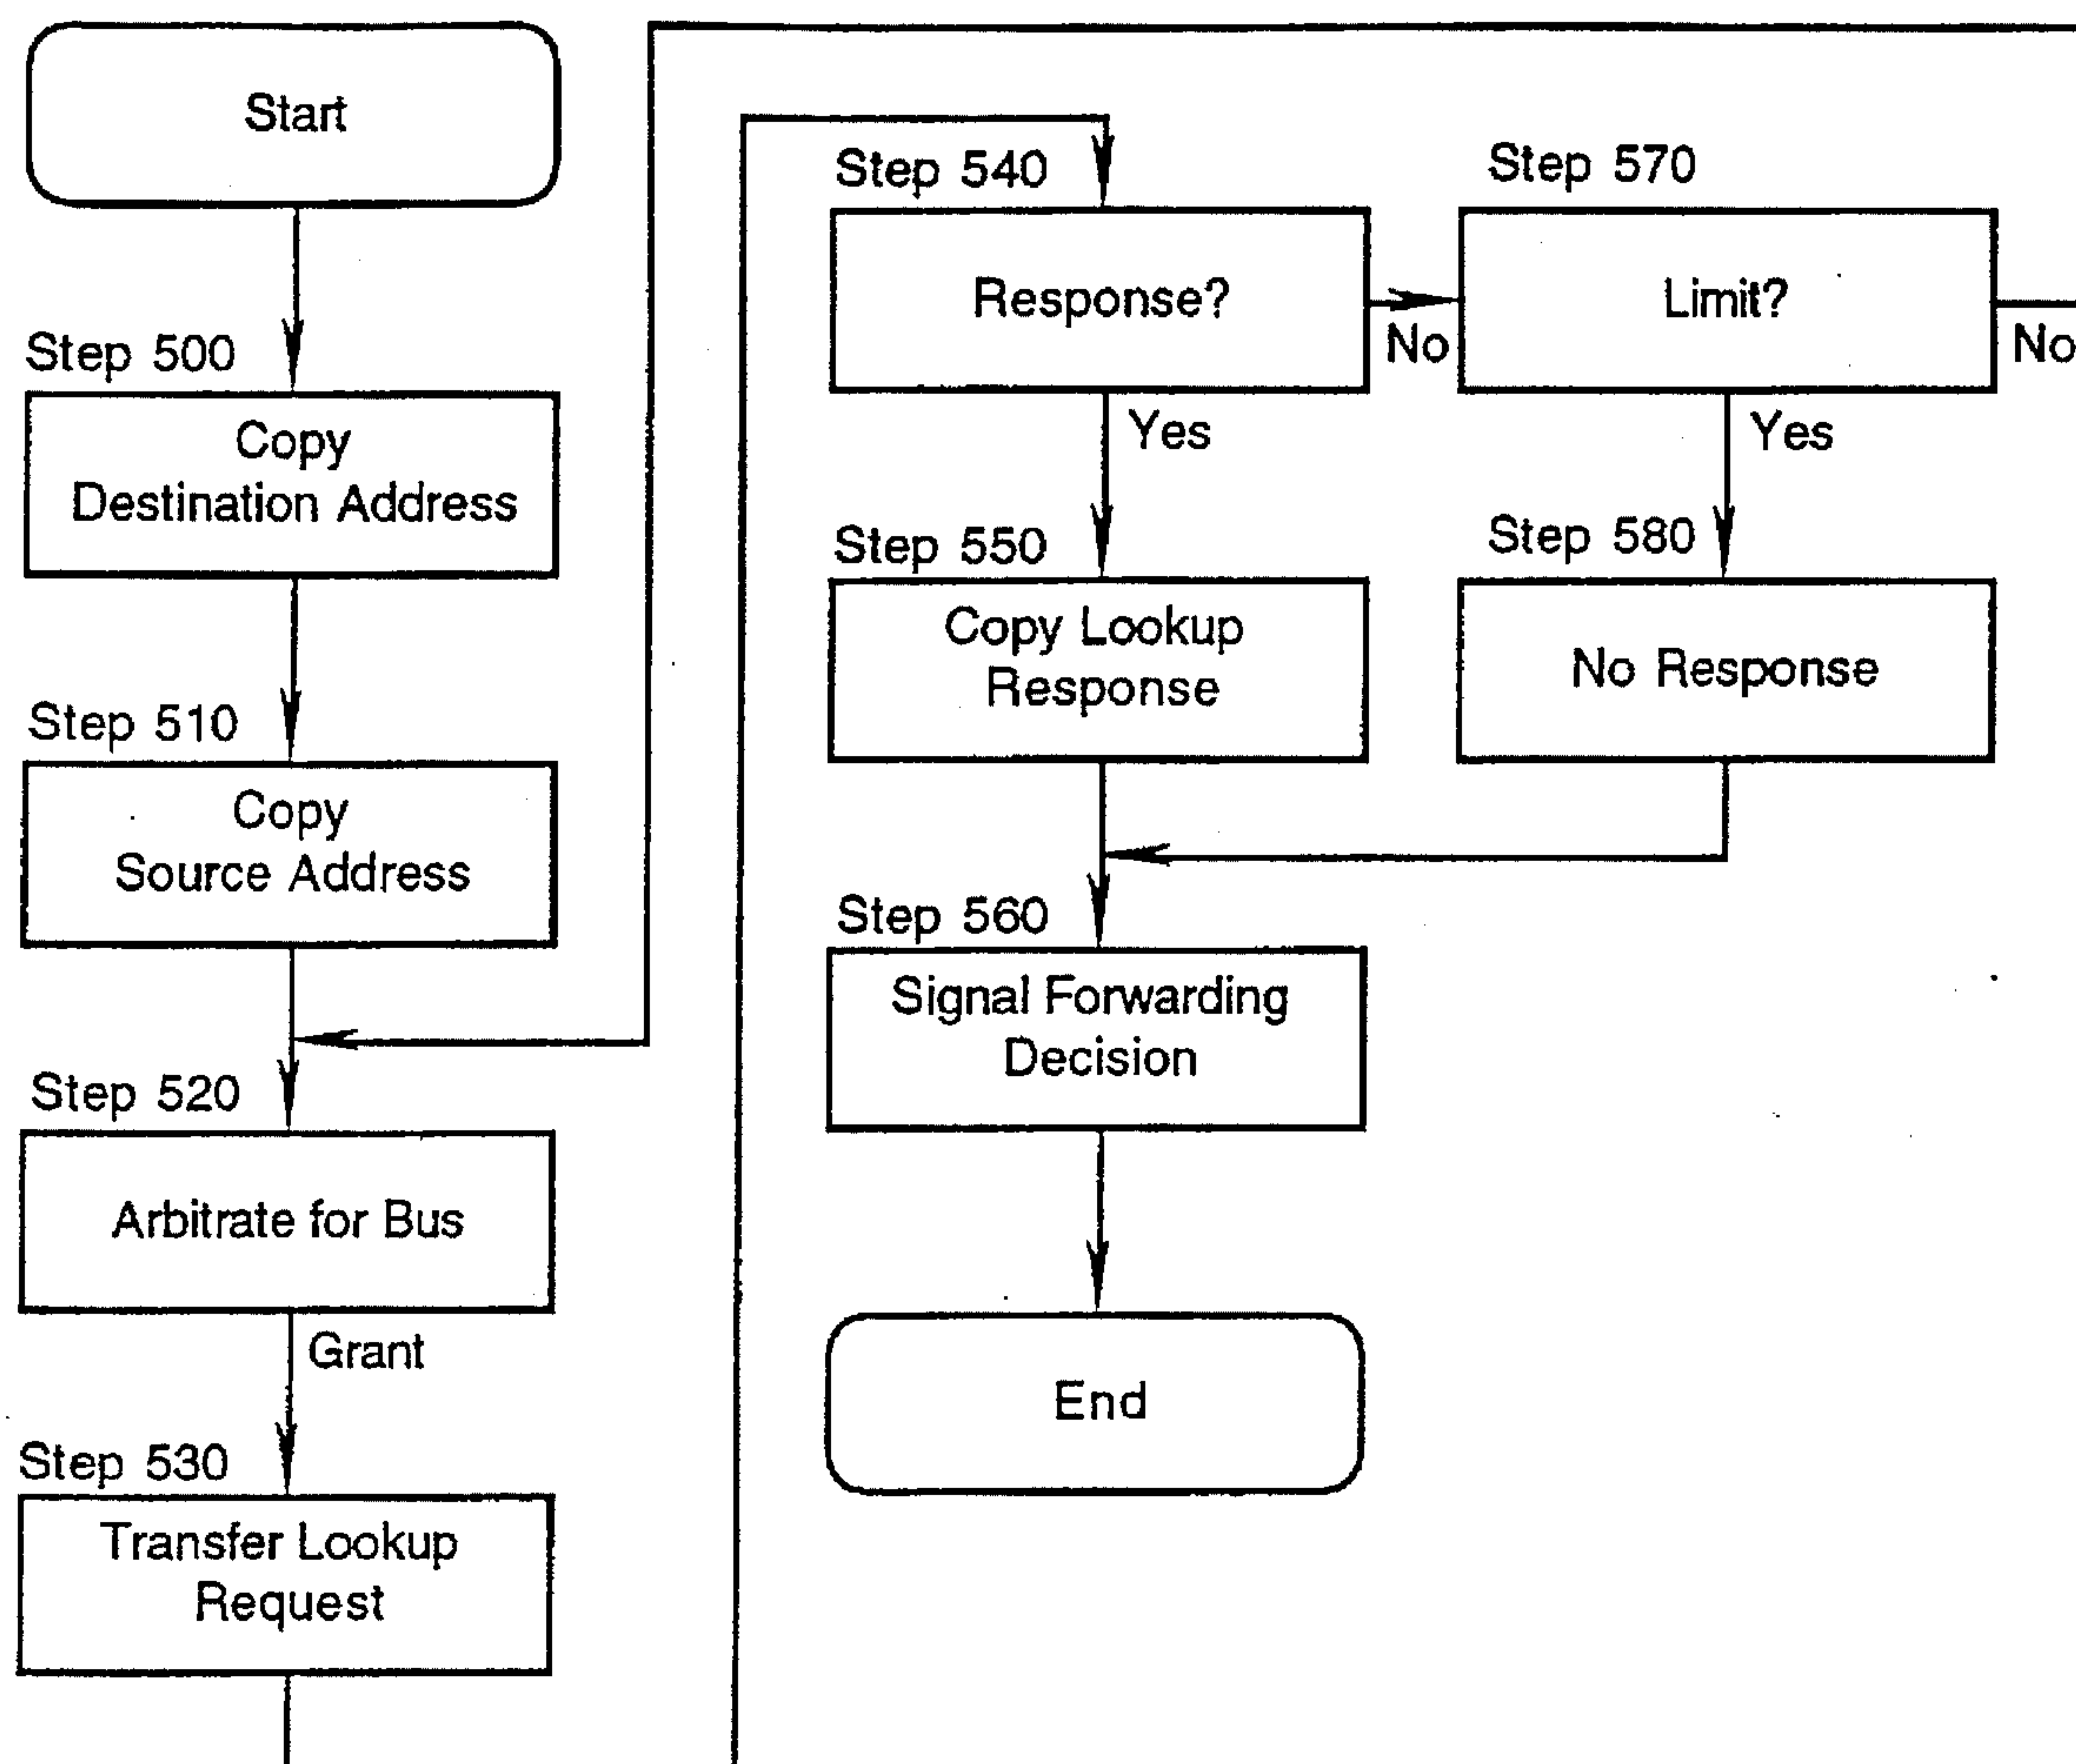 Start
Step 500
Copy
Destination Address
Step 510
Copy
Source Address
Step 520
Arbitrate for Bus
Grant
Step 530
Transfer Lookup
Request
Step 540
Response?
No
Yes
Step 550
Copy Lookup
Response
Step 560
Signal Forwarding
Decision
End
Step 570
Limit?
No
Yes
Step 580
No Response